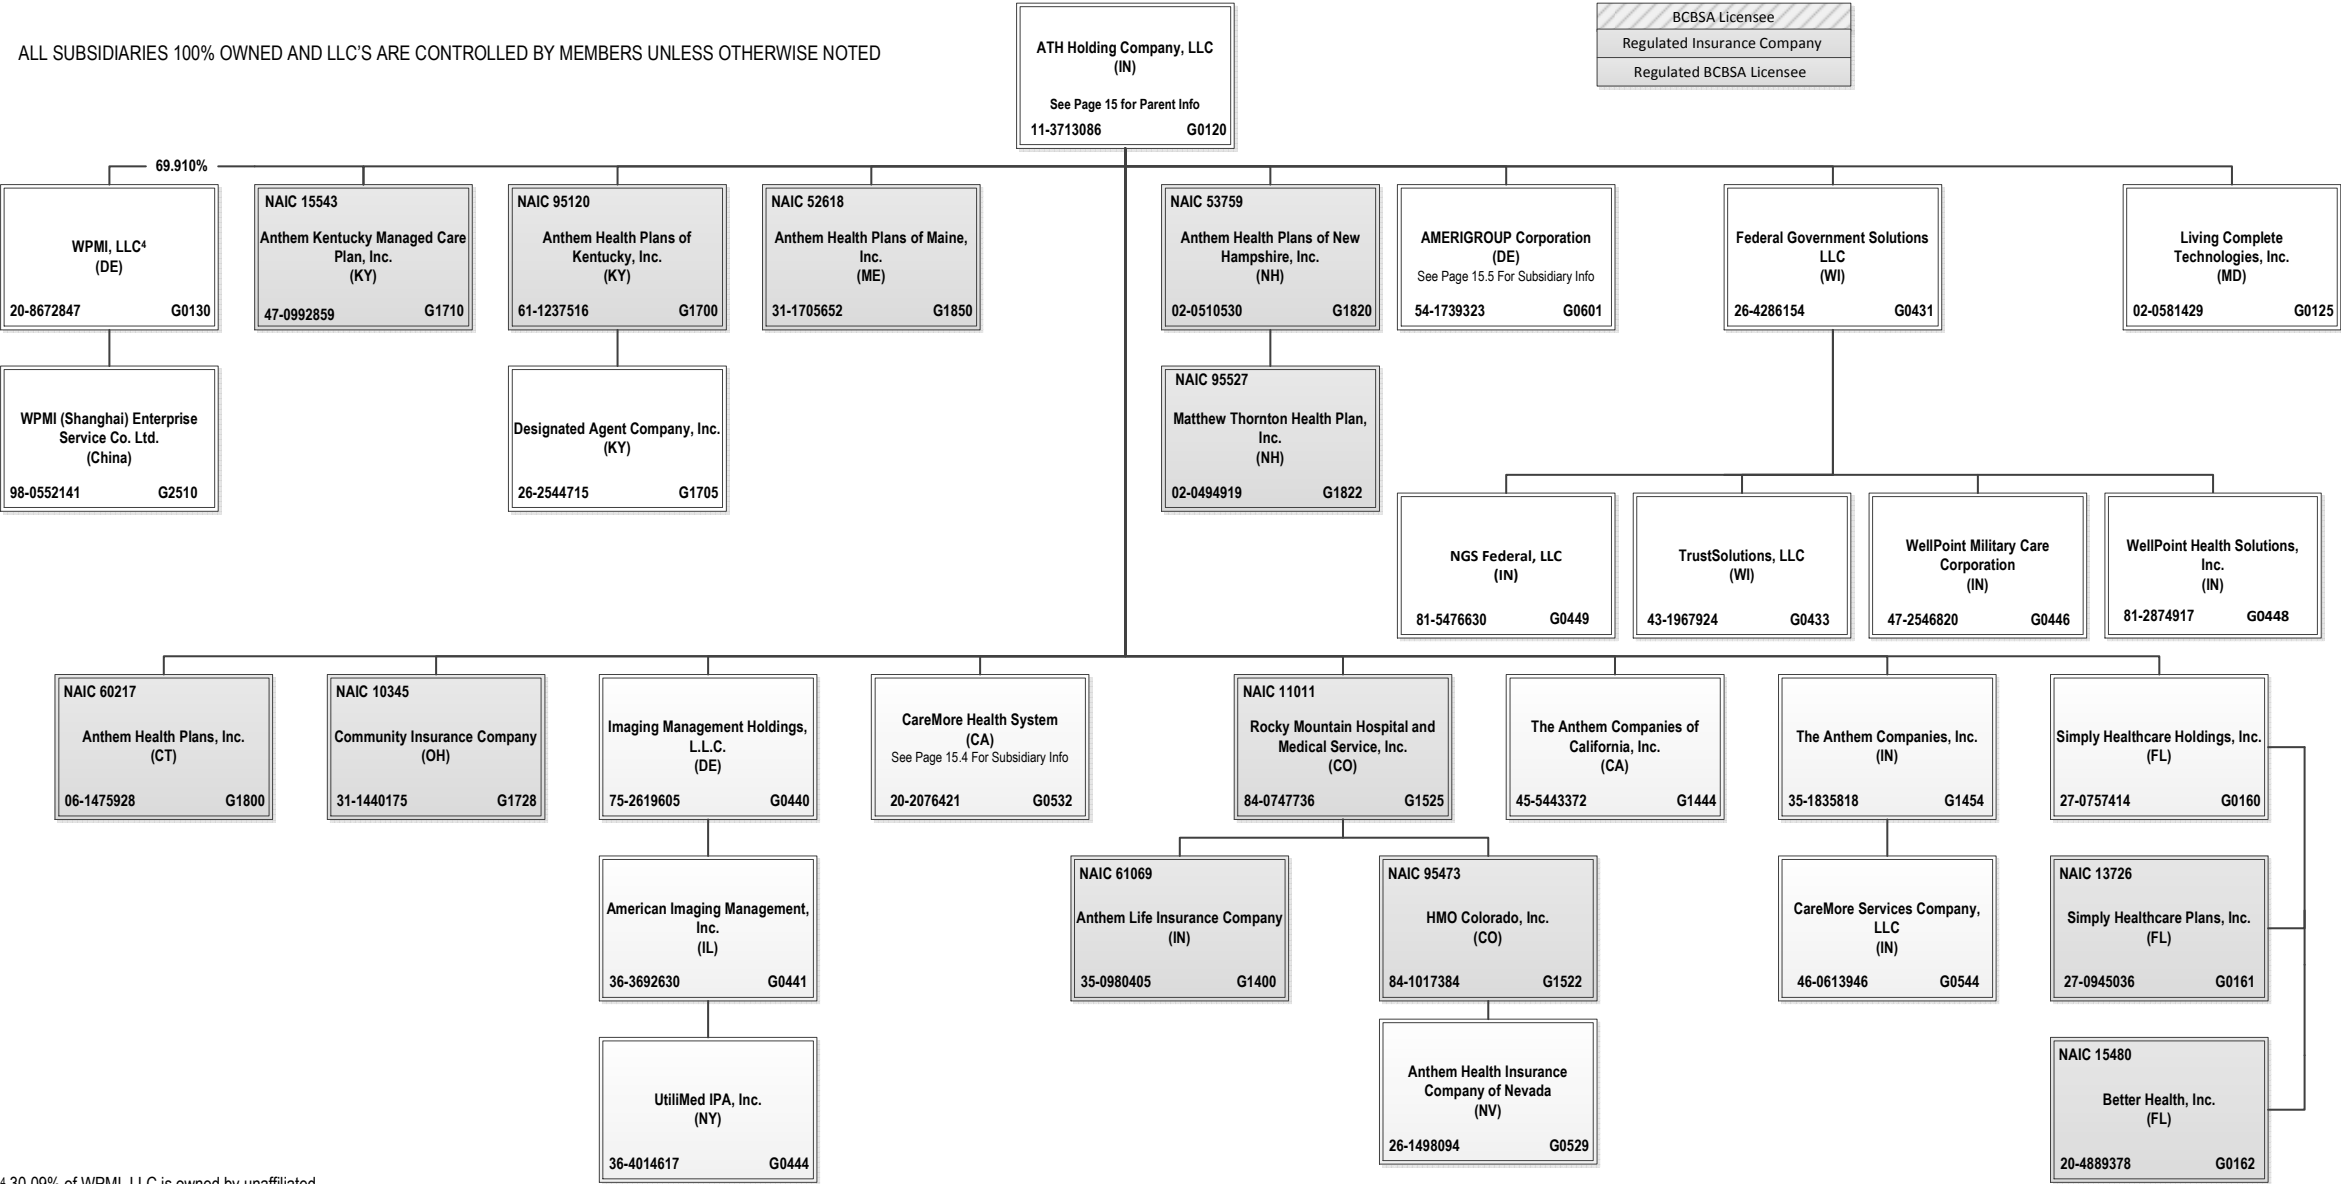 ALL SUBSIDIARIES 100% OWNED AND LLC'S ARE CONTROLLED BY MEMBERS UNLESS OTHERWISE NOTED
ATH Holding Company, LLC
(IN)
See Page 15 for Parent Info
11-3713086 G0120
BCBSA Licensee
Regulated Insurance Company
Regulated BCBSA Licensee
69.910%
WPMI, LLC⁴
(DE)
20-8672847 G0130
NAIC 15543
Anthem Kentucky Managed Care
Plan, Inc.
(KY)
47-0992859 G1710
NAIC 95120
Anthem Health Plans of
Kentucky, Inc.
(KY)
61-1237516 G1700
NAIC 52618
Anthem Health Plans of Maine,
Inc.
(ME)
31-1705652 G1850
NAIC 53759
Anthem Health Plans of New
Hampshire, Inc.
(NH)
02-0510530 G1820
AMERIGROUP Corporation
(DE)
See Page 15.5 For Subsidiary Info
54-1739323 G0601
Federal Government Solutions
LLC
(WI)
26-4286154 G0431
Living Complete
Technologies, Inc.
(MD)
02-0581429 G0125
WPMI (Shanghai) Enterprise
Service Co. Ltd.
(China)
98-0552141 G2510
Designated Agent Company, Inc.
(KY)
26-2544715 G1705
NAIC 95527
Matthew Thornton Health Plan,
Inc.
(NH)
02-0494919 G1822
NGS Federal, LLC
(IN)
81-5476630 G0449
TrustSolutions, LLC
(WI)
43-1967924 G0433
WellPoint Military Care
Corporation
(IN)
47-2546820 G0446
WellPoint Health Solutions,
Inc.
(IN)
81-2874917 G0448
NAIC 60217
Anthem Health Plans, Inc.
(CT)
06-1475928 G1800
NAIC 10345
Community Insurance Company
(OH)
31-1440175 G1728
Imaging Management Holdings,
L.L.C.
(DE)
75-2619605 G0440
CareMore Health System
(CA)
See Page 15.4 For Subsidiary Info
20-2076421 G0532
NAIC 11011
Rocky Mountain Hospital and
Medical Service, Inc.
(CO)
84-0747736 G1525
The Anthem Companies of
California, Inc.
(CA)
45-5443372 G1444
The Anthem Companies, Inc.
(IN)
35-1835818 G1454
Simply Healthcare Holdings, Inc.
(FL)
27-0757414 G0160
American Imaging Management,
Inc.
(IL)
36-3692630 G0441
NAIC 61069
Anthem Life Insurance Company
(IN)
35-0980405 G1400
NAIC 95473
HMO Colorado, Inc.
(CO)
84-1017384 G1522
CareMore Services Company,
LLC
(IN)
46-0613946 G0544
NAIC 13726
Simply Healthcare Plans, Inc.
(FL)
27-0945036 G0161
UtiliMed IPA, Inc.
(NY)
36-4014617 G0444
Anthem Health Insurance
Company of Nevada
(NV)
26-1498094 G0529
NAIC 15480
Better Health, Inc.
(FL)
20-4889378 G0162
⁴ 30.09% of WPMI, LLC is owned by unaffiliated